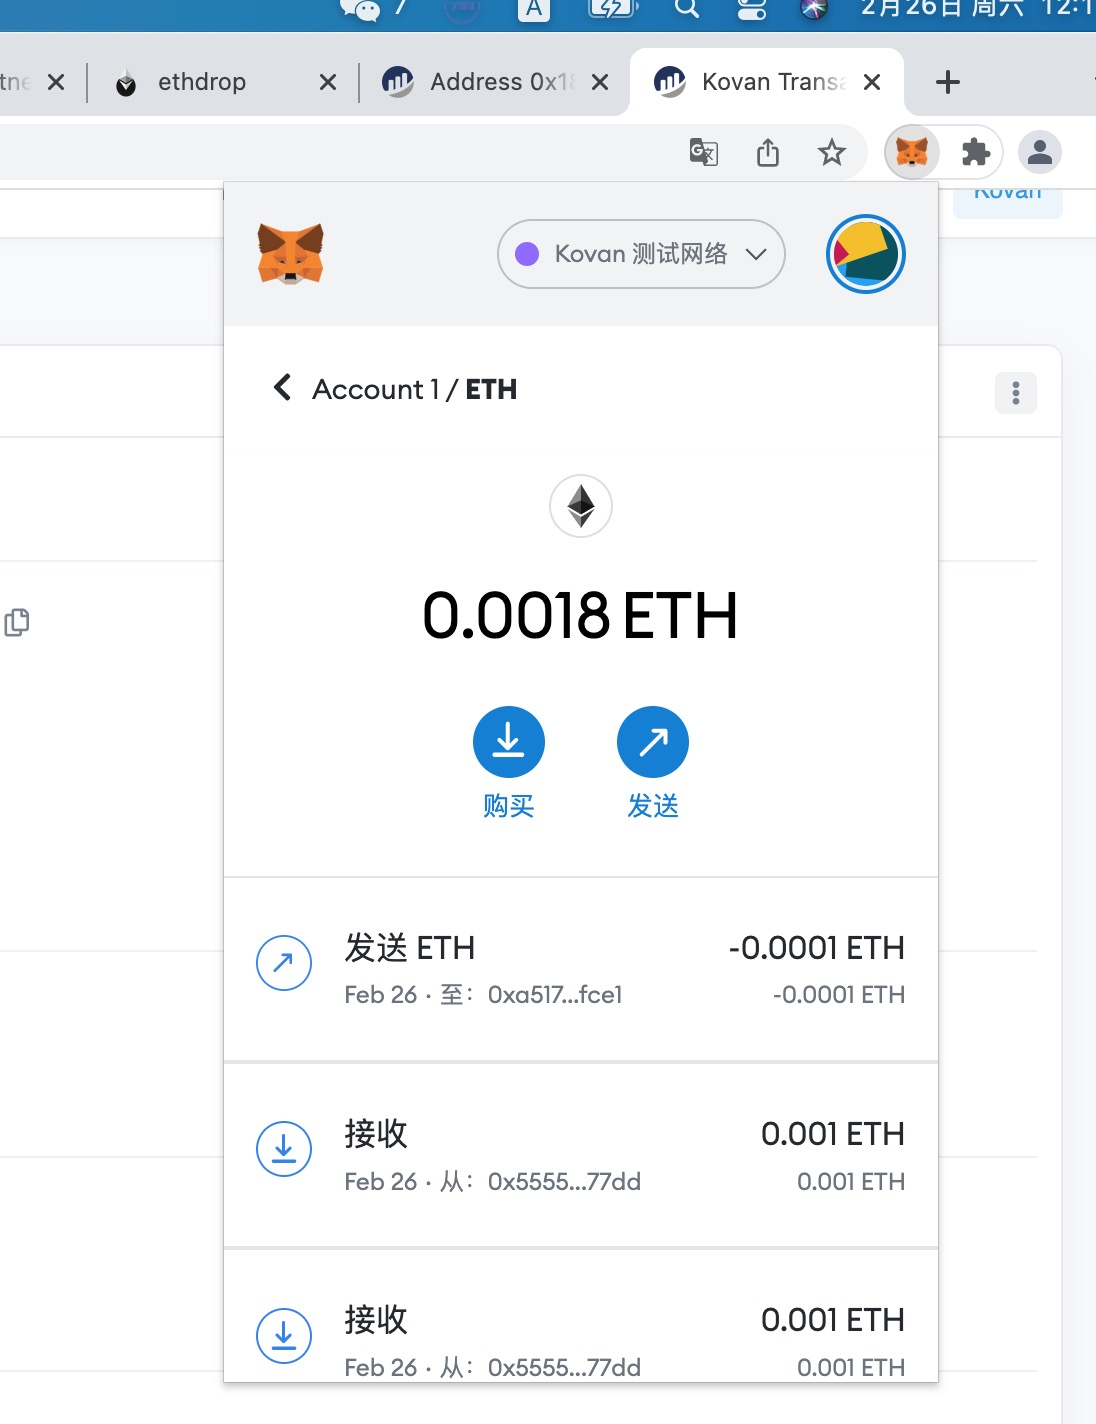 7 A 2月26日 周六 12:1
tne ethdrop Address 0x18 Kovan Transa
Kovan
Kovan 测试网络
Account 1 / ETH
0.0018 ETH
购买 发送
发送 ETH -0.0001 ETH
Feb 26 · 至：0xa517...fce1 -0.0001 ETH
接收 0.001 ETH
Feb 26 · 从：0x5555...77dd 0.001 ETH
接收 0.001 ETH
Feb 26 · 从：0x5555...77dd 0.001 ETH